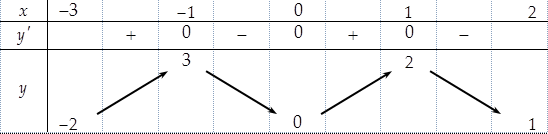 x −3 −1 0 1 2
y′ + 0 − 0 + 0 −
3 2
y
−2 0 1